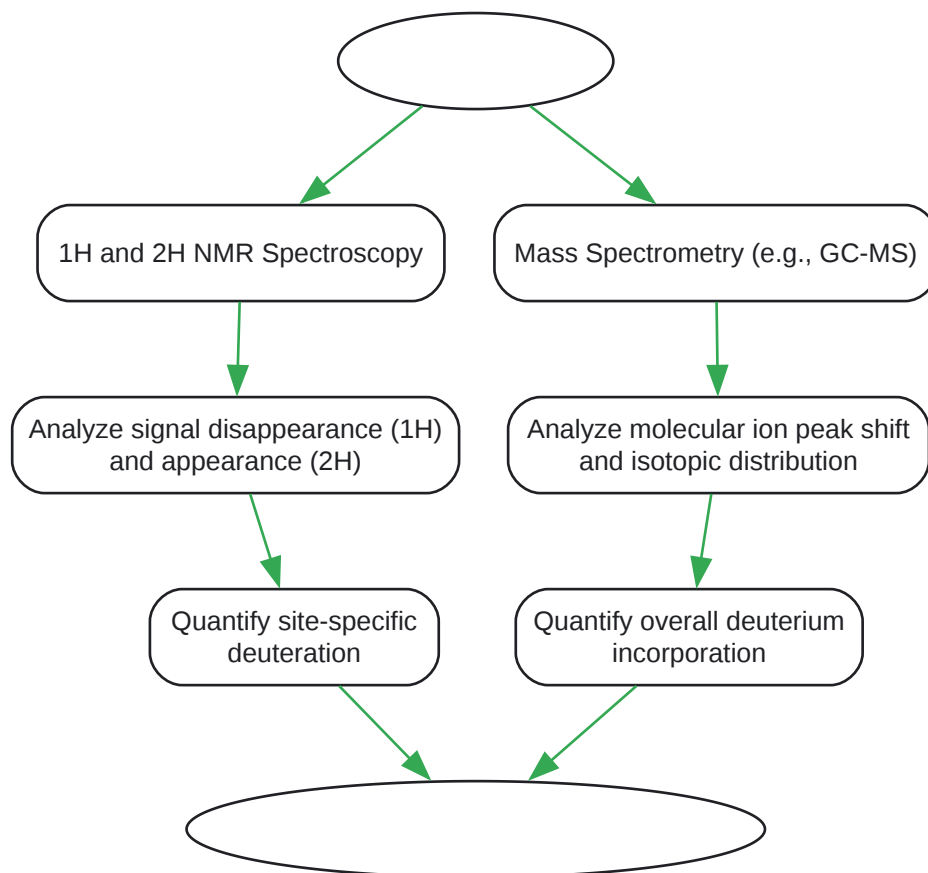 1H and 2H NMR Spectroscopy
Mass Spectrometry (e.g., GC-MS)
Analyze signal disappearance (1H)
and appearance (2H)
Analyze molecular ion peak shift
and isotopic distribution
Quantify site-specific
deuteration
Quantify overall deuterium
incorporation